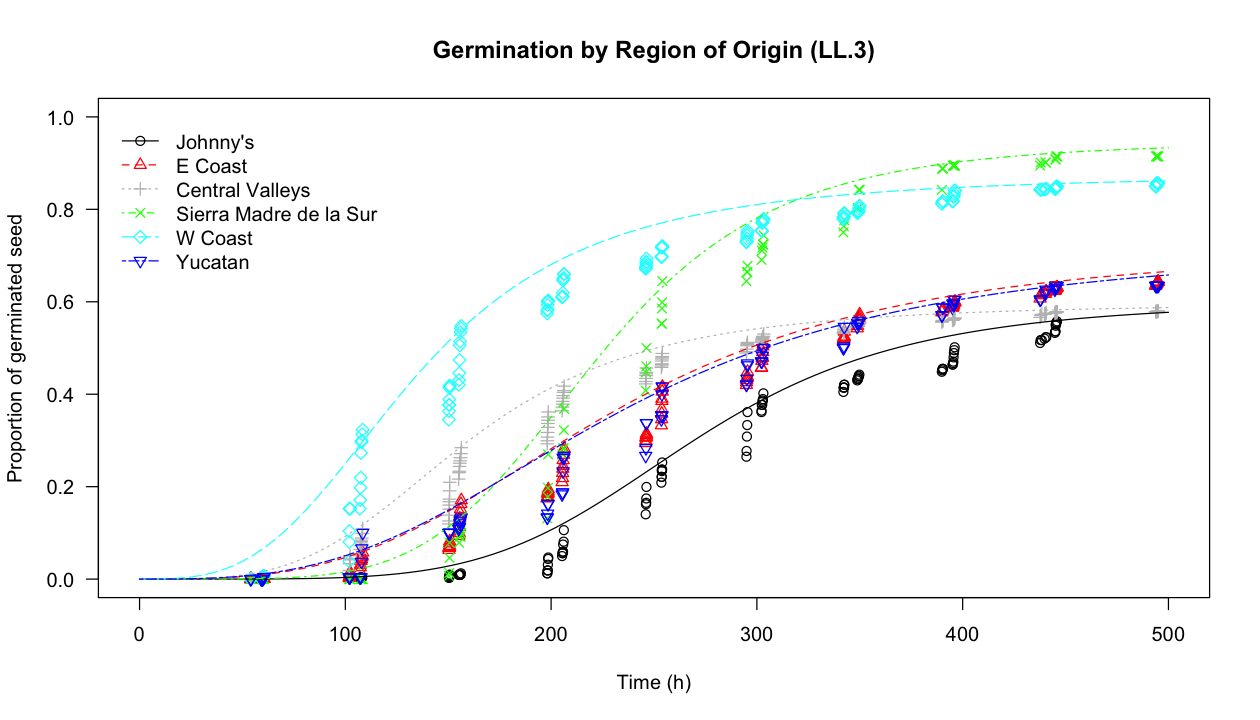 Germination by Region of Origin (LL.3)
1.0
0.8
0.6
0.4
0.2
0.0
Proportion of germinated seed
Johnny's
E Coast
Central Valleys
Sierra Madre de la Sur
W Coast
Yucatan
0 100 200 300 400 500
Time (h)